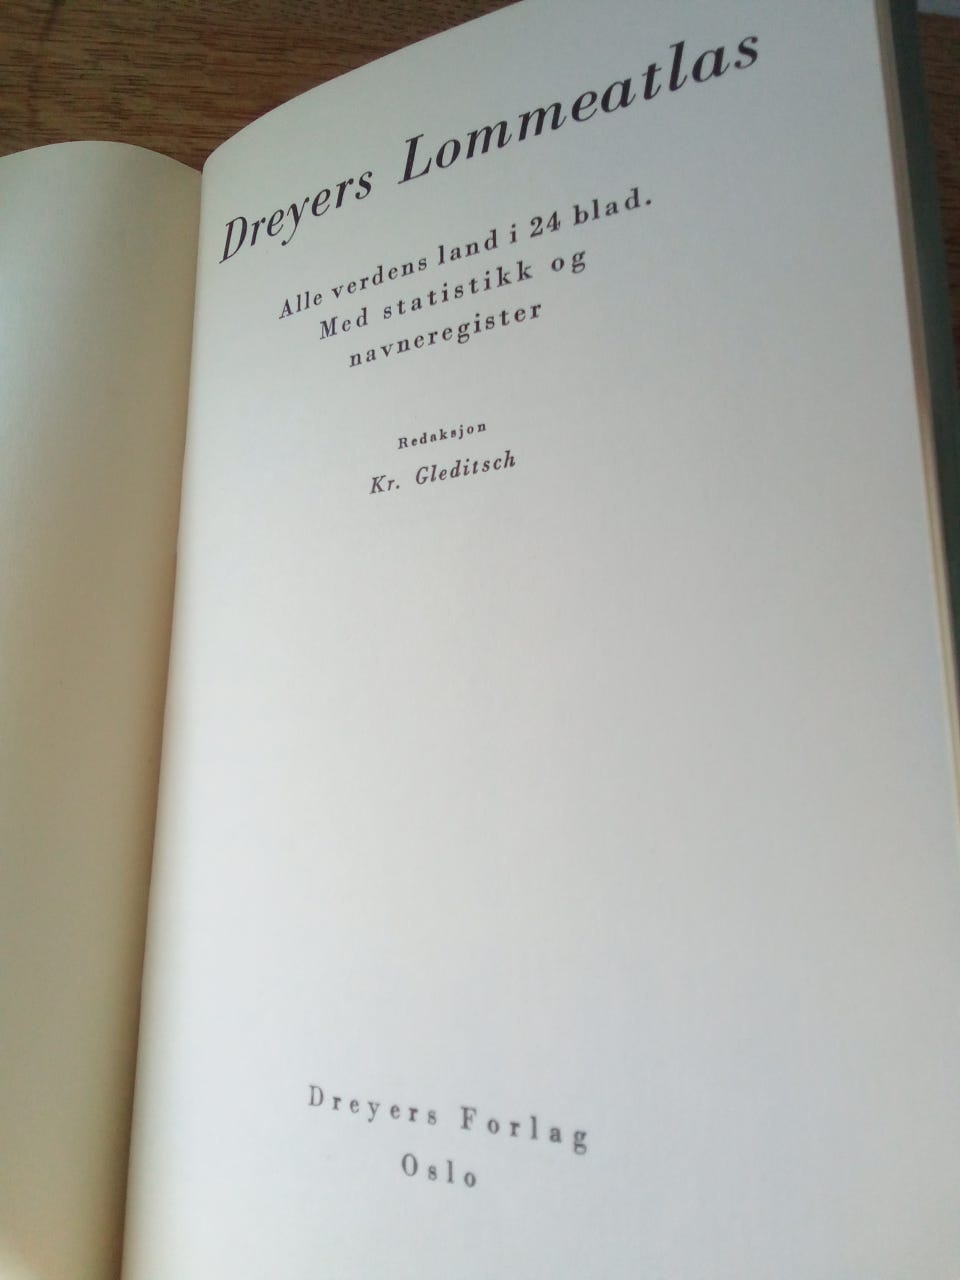 Dreyers Lommeatlas
Alle verdens land i 24 blad.
Med statistikk og
navneregister
Redaksjon
Kr. Gleditsch
Dreyers Forlag
Oslo